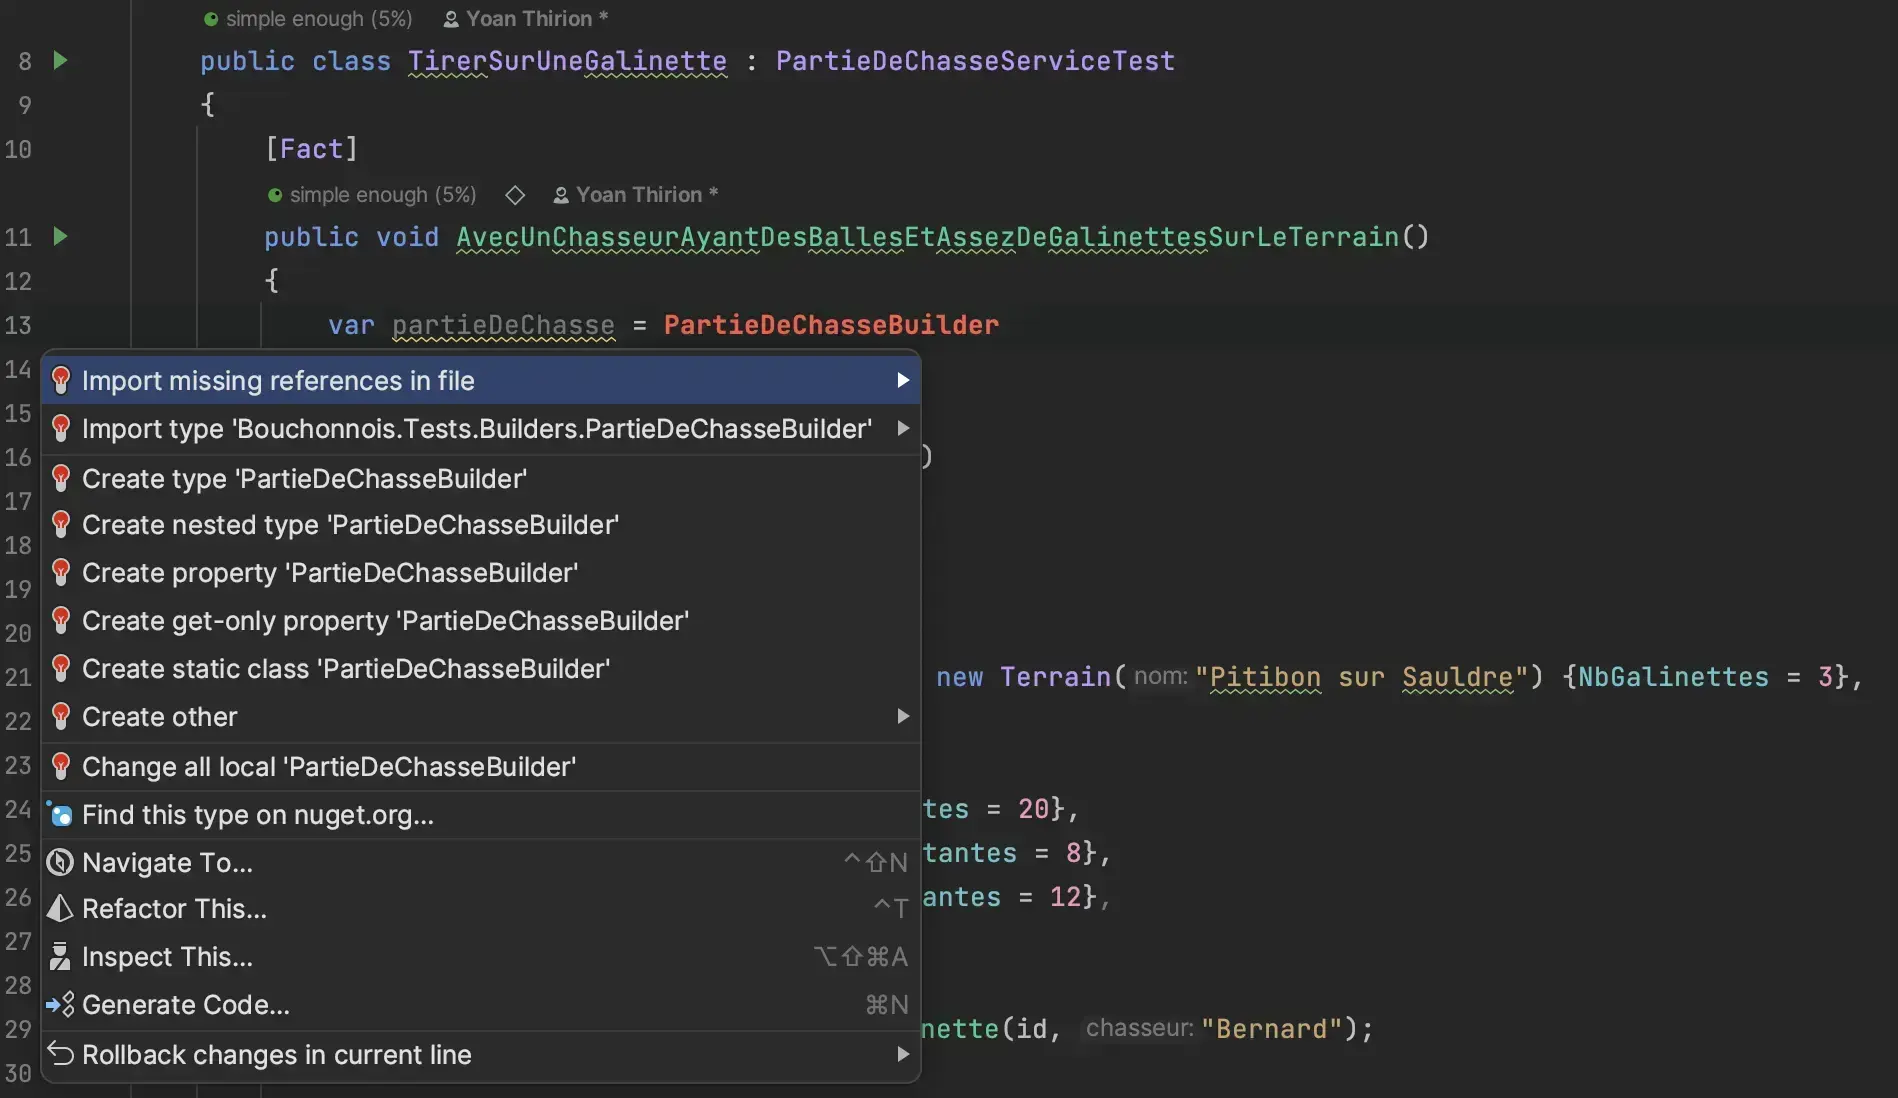 simple enough (5%) Yoan Thirion *
8 public class TirerSurUneGalinette : PartieDeChasseServiceTest
9 {
10 [Fact]
simple enough (5%) Yoan Thirion *
11 public void AvecUnChasseurAyantDesBallesEtAssezDeGalinettesSurLeTerrain()
12 {
13 var partieDeChasse = PartieDeChasseBuilder
14
Import missing references in file
15
Import type 'Bouchonnois.Tests.Builders.PartieDeChasseBuilder'
16 )
Create type 'PartieDeChasseBuilder'
17
Create nested type 'PartieDeChasseBuilder'
18
Create property 'PartieDeChasseBuilder'
19
Create get-only property 'PartieDeChasseBuilder'
20
Create static class 'PartieDeChasseBuilder'
21 new Terrain( nom: "Pitibon sur Sauldre") {NbGalinettes = 3},
22 Create other
23 Change all local 'PartieDeChasseBuilder'
24 Find this type on nuget.org... tes = 20},
25 Navigate To... ^⇧N tantes = 8},
26 Refactor This... ^T antes = 12},
27
Inspect This... ⌥⇧⌘A
28
Generate Code... ⌘N
29 nette(id, chasseur: "Bernard");
Rollback changes in current line
30